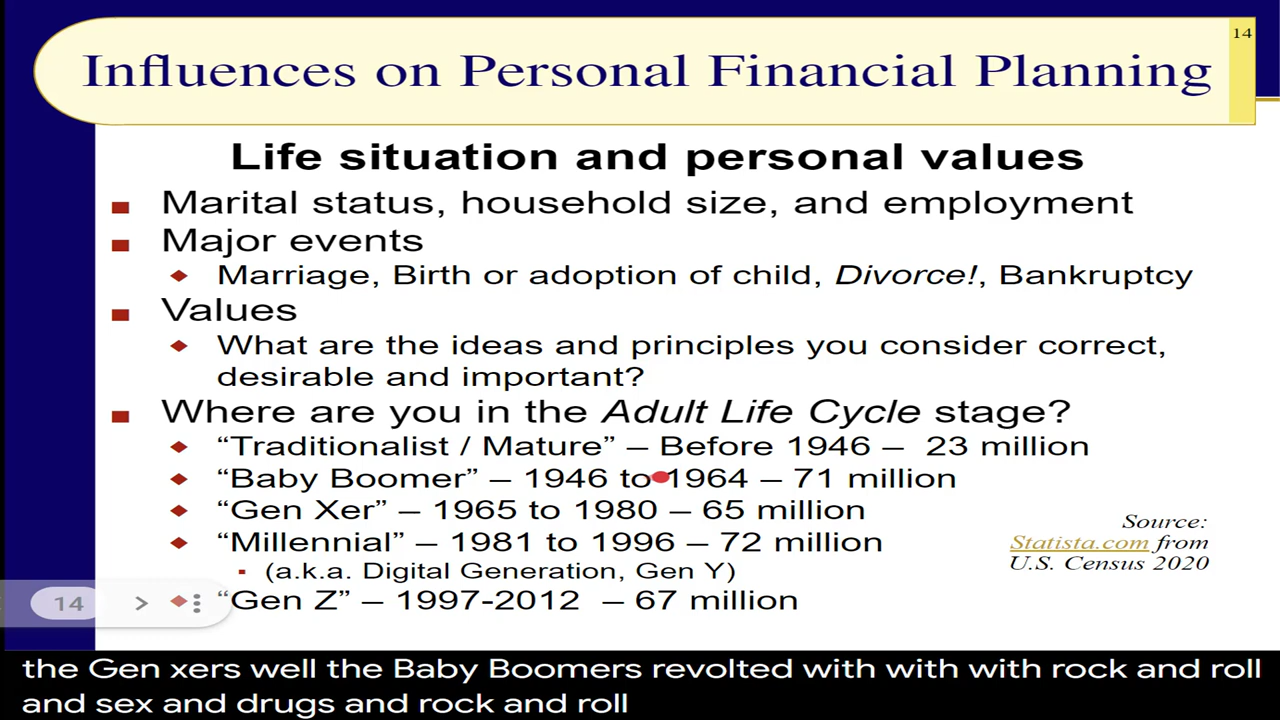 14
Influences on Personal Financial Planning
Life situation and personal values
Marital status, household size, and employment
Major events
Marriage, Birth or adoption of child, Divorce!, Bankruptcy
Values
What are the ideas and principles you consider correct,
desirable and important?
Where are you in the Adult Life Cycle stage?
“Traditionalist / Mature” – Before 1946 – 23 million
“Baby Boomer” – 1946 to 1964 – 71 million
“Gen Xer” – 1965 to 1980 – 65 million
“Millennial” – 1981 to 1996 – 72 million
(a.k.a. Digital Generation, Gen Y)
“Gen Z” – 1997-2012 – 67 million
Source:
Statista.com from
U.S. Census 2020
14
the Gen xers well the Baby Boomers revolted with with with rock and roll
and sex and drugs and rock and roll